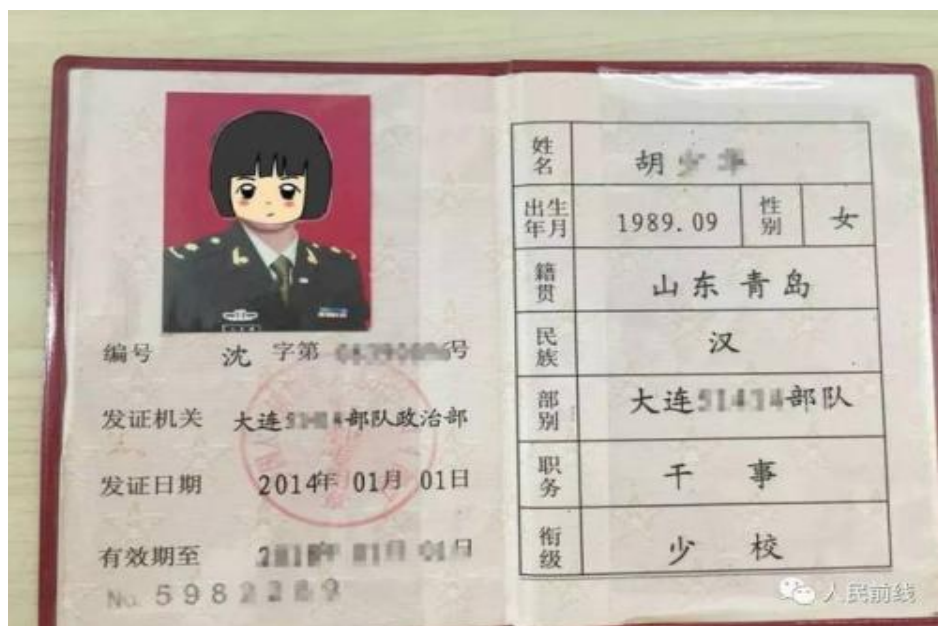 编号 沈 字第 号
发证机关 大连 部队政治部
发证日期 2014年 01月 01日
有效期至
No. 5982
姓名 胡
出生年月 1989.09 性别 女
籍贯 山东青岛
民族 汉
部别 大连 部队
职务 干事
衔级 少校
人民前线